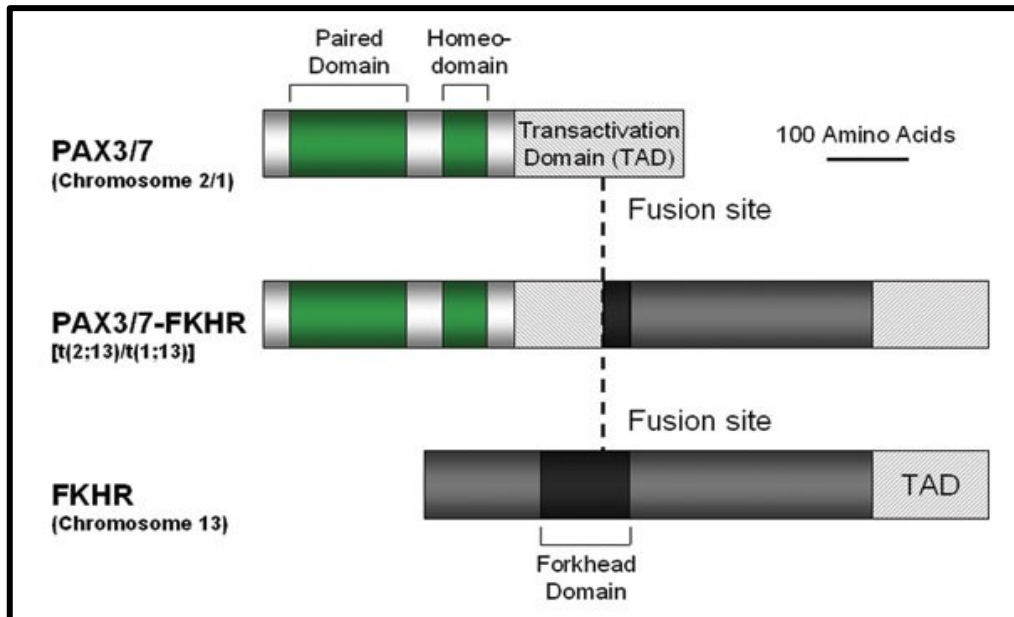 Paired
Domain
Homeo-
domain
PAX3/7
(Chromosome 2/1)
Transactivation
Domain (TAD)
100 Amino Acids
Fusion site
PAX3/7-FKHR
[t(2;13)/t(1;13)]
Fusion site
FKHR
(Chromosome 13)
TAD
Forkhead
Domain